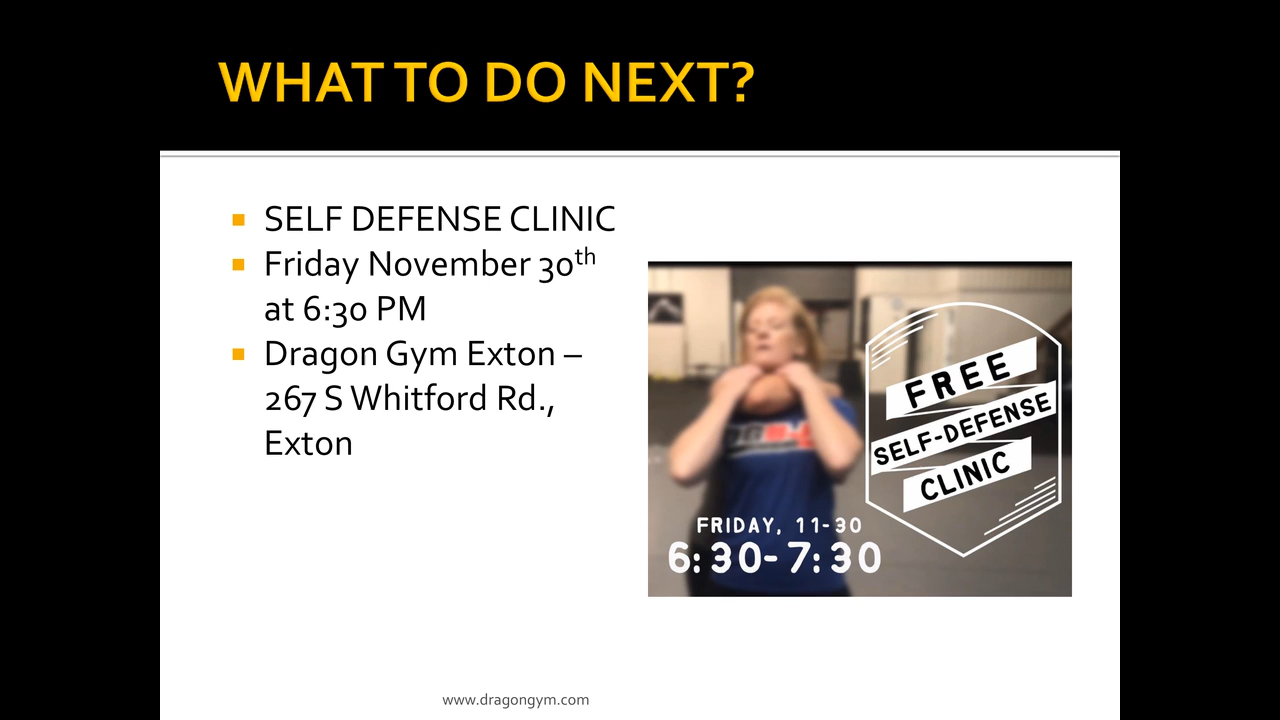 WHAT TO DO NEXT?
SELF DEFENSE CLINIC
Friday November 30th
at 6:30 PM
Dragon Gym Exton –
267 S Whitford Rd.,
Exton
FREE
SELF-DEFENSE
CLINIC
FRIDAY, 11-30
6:30-7:30
www.dragongym.com